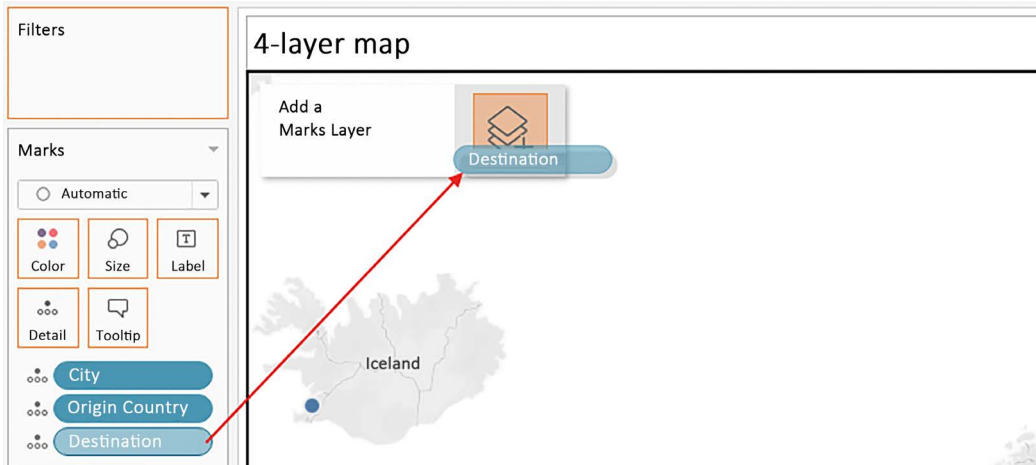 Filters
4-layer map
Add a
Marks Layer
Destination
Marks
Automatic
Color
Size
T
Label
Detail
Tooltip
Iceland
City
Origin Country
Destination